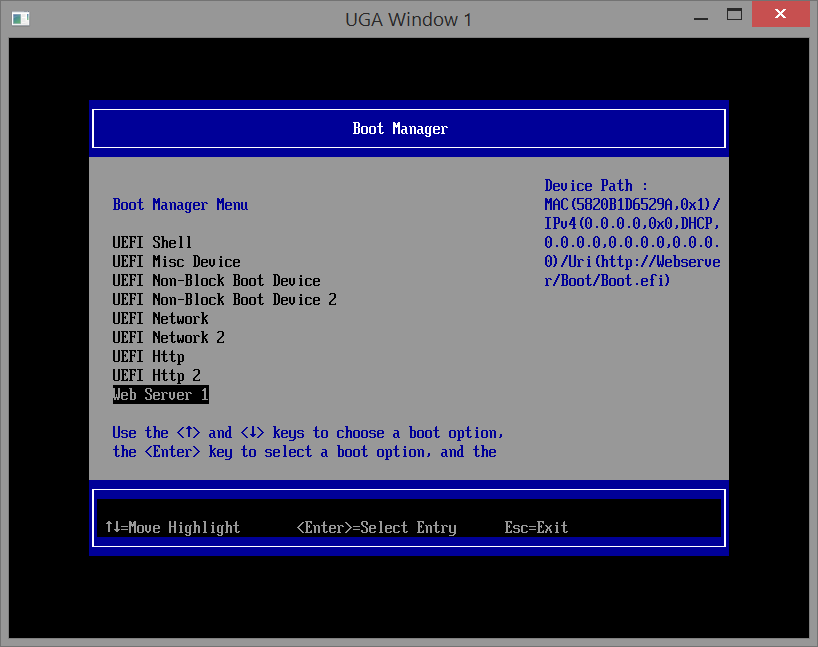 UGA Window 1
Boot Manager
Device Path :
Boot Manager Menu
MAC(5820B1D6529A,0x1)/
IPv4(0.0.0.0,0x0,DHCP,
UEFI Shell
0.0.0.0,0.0.0.0,0.0.0.
UEFI Misc Device
0)/Uri(http://Webserve
UEFI Non-Block Boot Device
r/Boot/Boot.efi)
UEFI Non-Block Boot Device 2
UEFI Network
UEFI Network 2
UEFI Http
UEFI Http 2
Web Server 1
Use the <↑> and <↓> keys to choose a boot option,
the <Enter> key to select a boot option, and the
↑↓=Move Highlight <Enter>=Select Entry Esc=Exit